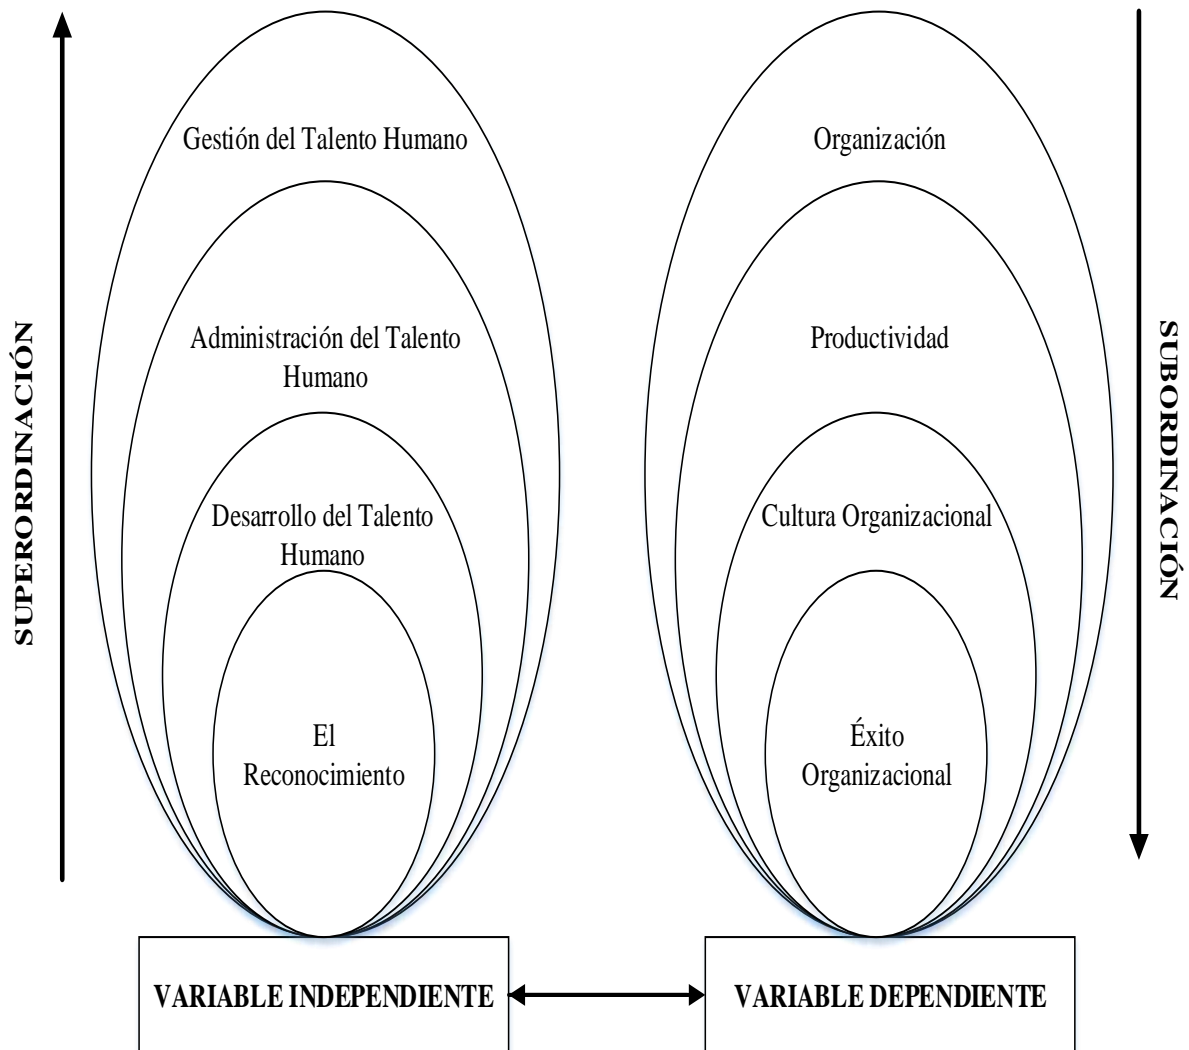 SUPERORDINACIÓN
Gestión del Talento Humano
Administración del Talento
Humano
Desarrollo del Talento
Humano
El
Reconocimiento
VARIABLE INDEPENDIENTE
Organización
Productividad
Cultura Organizacional
Éxito
Organizacional
VARIABLE DEPENDIENTE
SUBORDINACIÓN